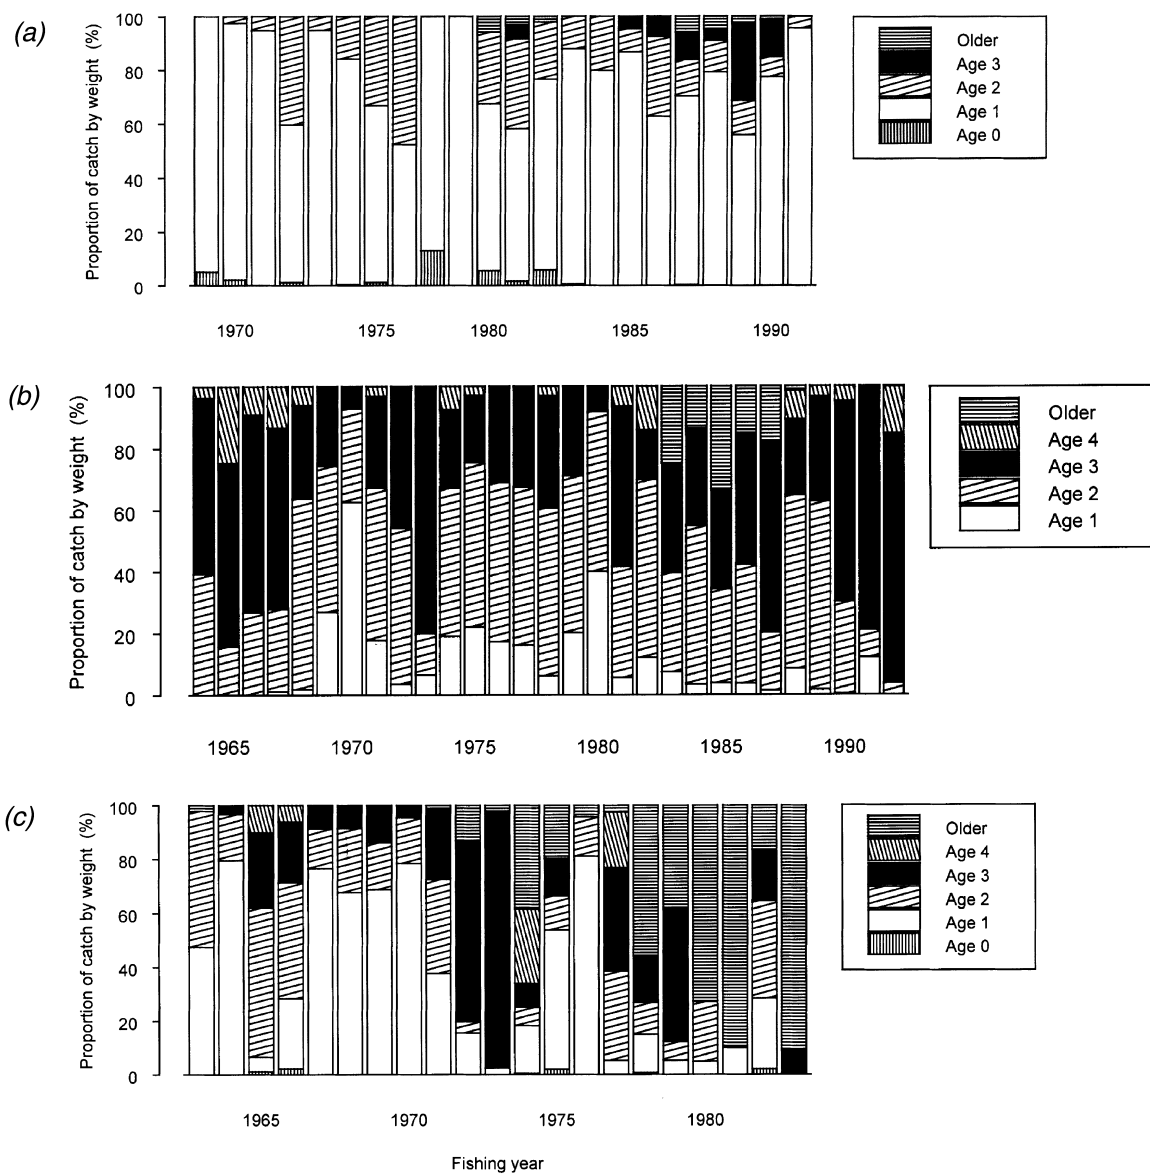 (a)
Proportion of catch by weight (%)
100
80
60
40
20
0
1970 1975 1980 1985 1990
Older
Age 3
Age 2
Age 1
Age 0
(b)
Proportion of catch by weight (%)
100
80
60
40
20
0
1965 1970 1975 1980 1985 1990
Older
Age 4
Age 3
Age 2
Age 1
(c)
Proportion of catch by weight (%)
100
80
60
40
20
0
1965 1970 1975 1980
Older
Age 4
Age 3
Age 2
Age 1
Age 0
Fishing year